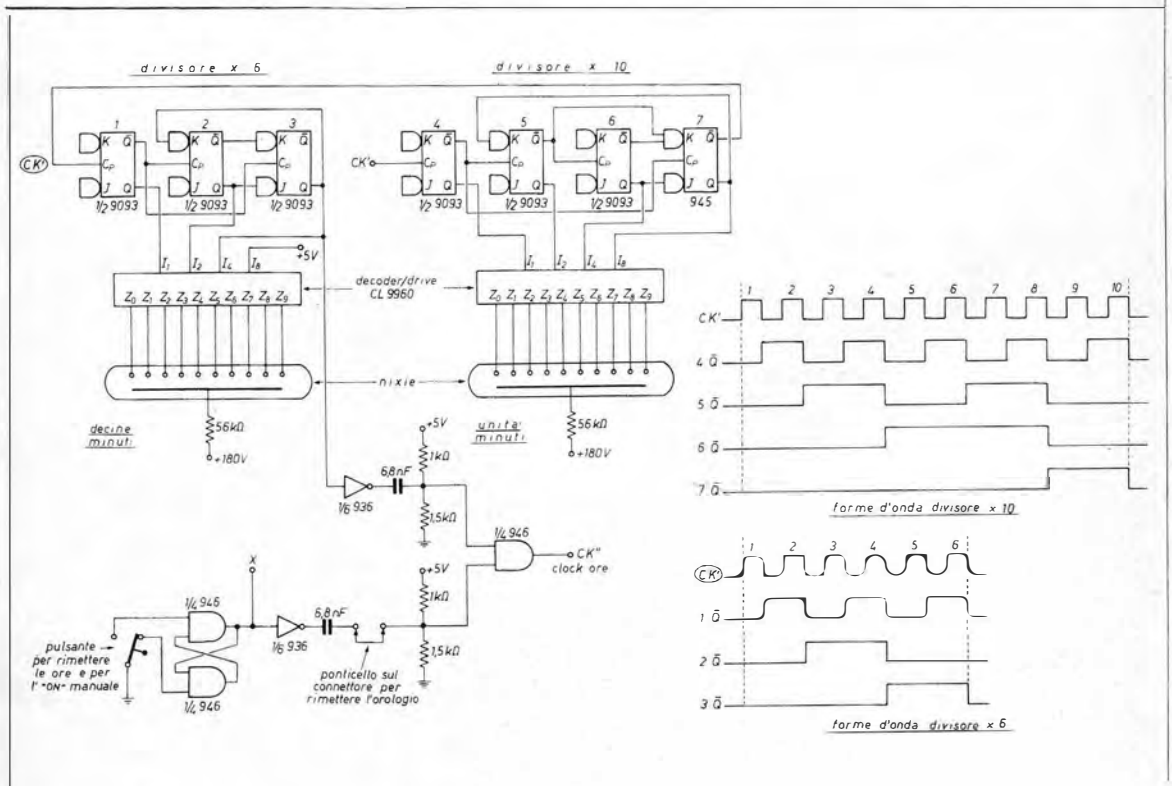 divisore x 6
divisore x 10
1 2 3
4 5 6 7
K Q̄ K Q̄ K Q̄
K Q̄ K Q̄ K Q̄ K Q̄
CK' Cp Cp Cp
CK' Cp Cp Cp Cp
J Q J Q J Q
J Q J Q J Q J Q
1/2 9093 1/2 9093 1/2 9093
1/2 9093 1/2 9093 1/2 9093 945
I1 I2 I4 I8 +5V
I1 I2 I4 I8
decoder/drive
CL 9960
Z0 Z1 Z2 Z3 Z4 Z5 Z6 Z7 Z8 Z9
Z0 Z1 Z2 Z3 Z4 Z5 Z6 Z7 Z8 Z9
nixie
decine
minuti
56kΩ
+180V
unità
minuti
56kΩ
+180V
+5V
1kΩ
6,8nF
1/6 936
1,5kΩ
1/4 946
CK"
clock ore
+5V
1kΩ
X
1/4 946
6,8nF
1/6 936
1,5kΩ
pulsante
per rimettere
le ore e per
l'"ON" manuale
1/4 946
ponticello sul
connettore per
rimettere l'orologio
1 2 3 4 5 6 7 8 9 10
CK'
4 Q̄
5 Q̄
6 Q̄
7 Q̄
forme d'onda divisore x 10
1 2 3 4 5 6
CK'
1 Q̄
2 Q̄
3 Q̄
forme d'onda divisore x 6